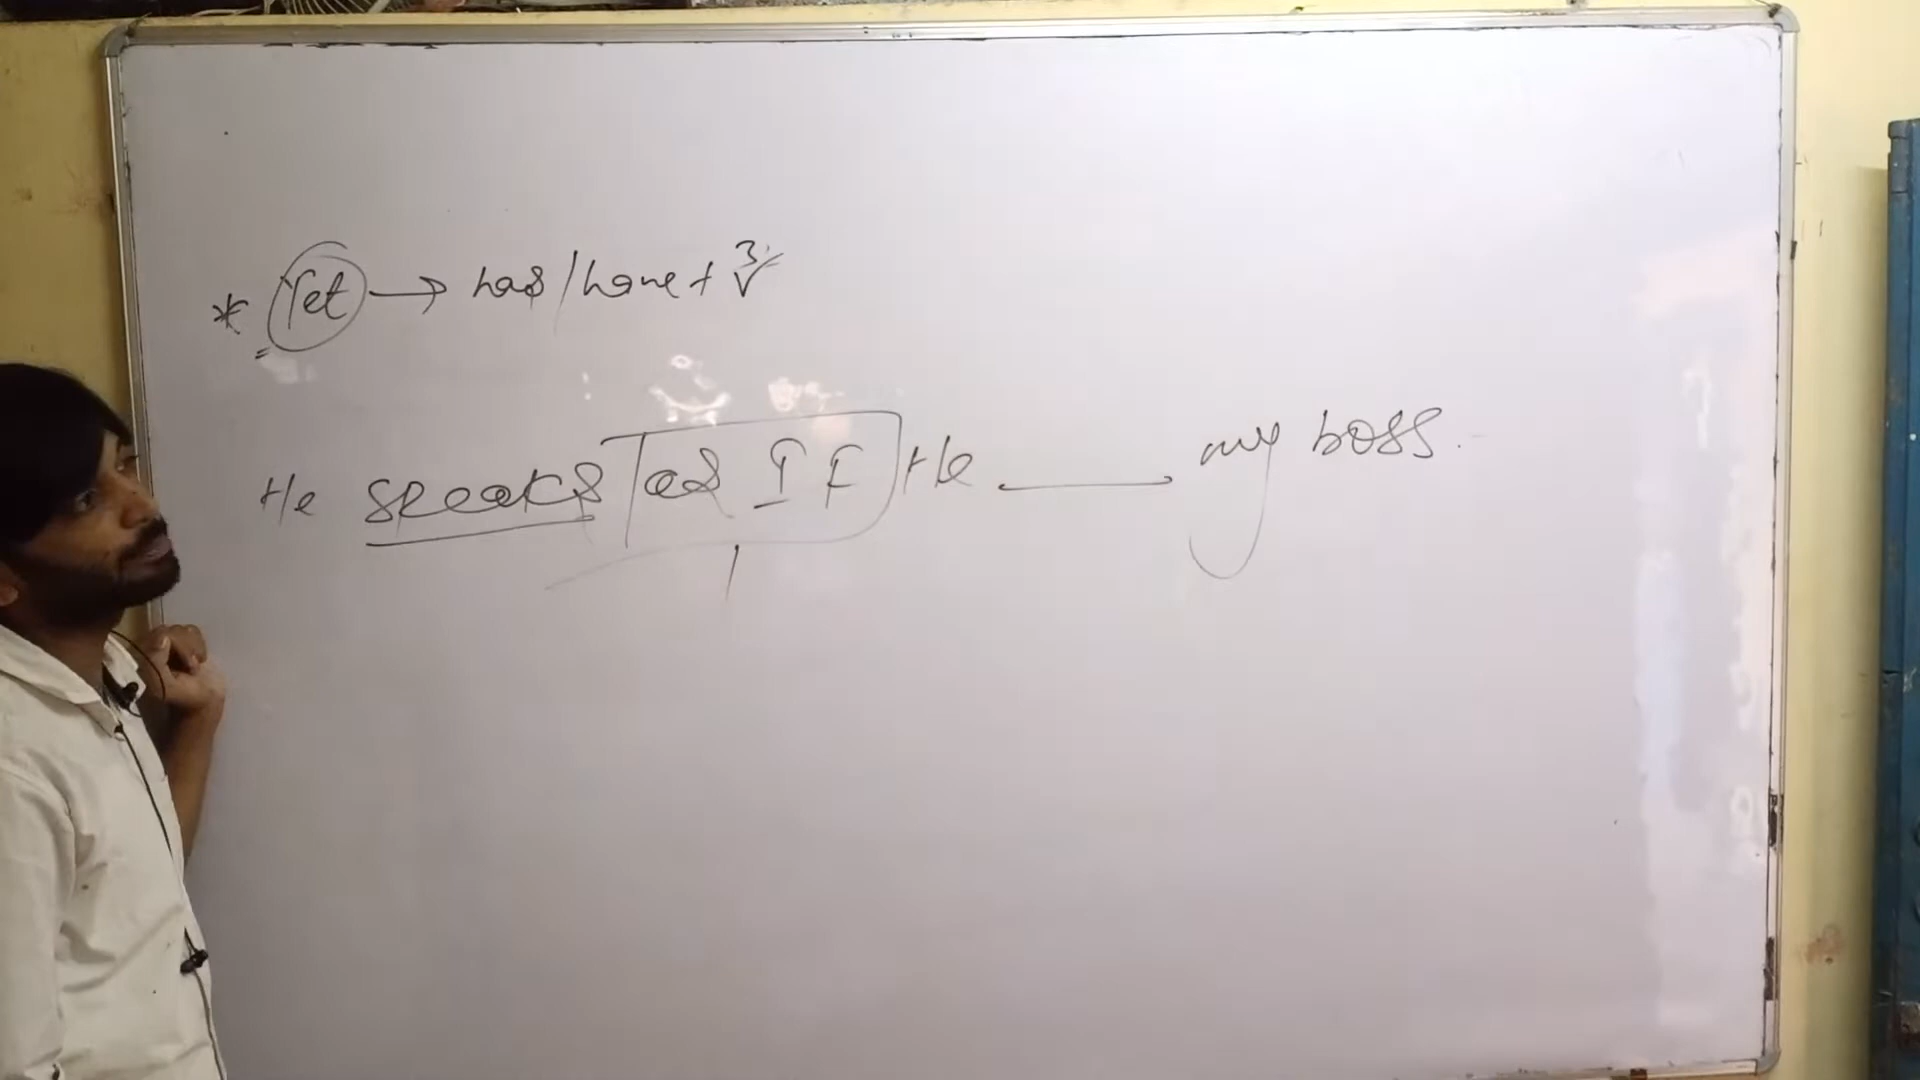 * Yet → has/have + V3
He speaks as IF He ____ my boss.